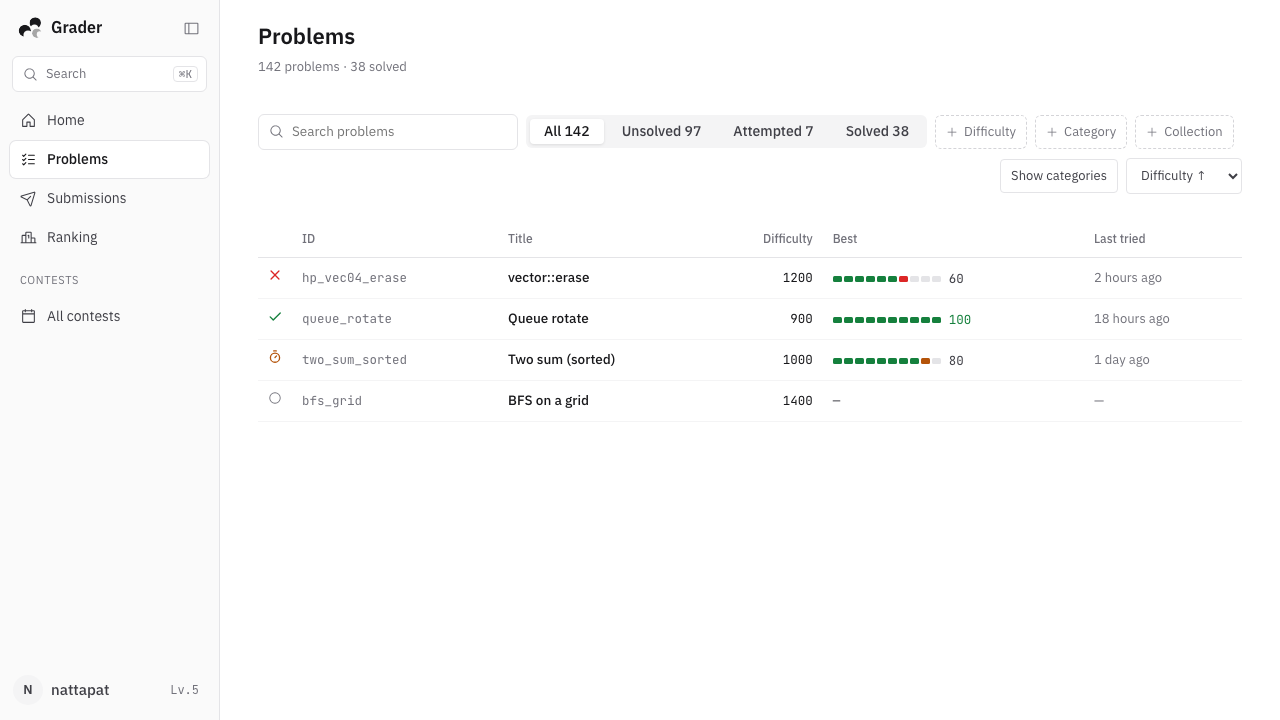 Grader
Search ⌘K
Home
Problems
Submissions
Ranking
CONTESTS
All contests
N nattapat Lv.5
Problems
142 problems · 38 solved
Search problems All 142 Unsolved 97 Attempted 7 Solved 38 + Difficulty + Category + Collection
Show categories Difficulty ↑
ID Title Difficulty Best Last tried
hp_vec04_erase vector::erase 1200 60 2 hours ago
queue_rotate Queue rotate 900 100 18 hours ago
two_sum_sorted Two sum (sorted) 1000 80 1 day ago
bfs_grid BFS on a grid 1400 — —